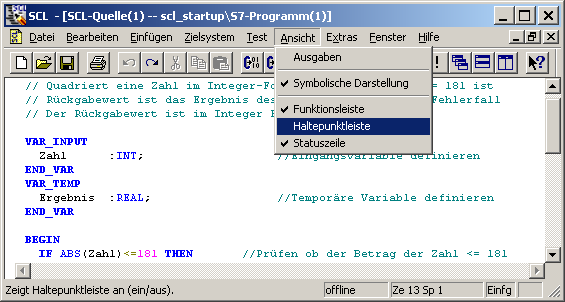 SCL - [SCL-Quelle(1) -- scl_startup\S7-Programm(1)]
Datei Bearbeiten Einfügen Zielsystem Test Ansicht Extras Fenster Hilfe
Ausgaben
Symbolische Darstellung
Funktionsleiste
Haltepunktleiste
Statuszeile
// Quadriert eine Zahl im Integer-Fo = 181 ist
// Rückgabewert ist das Ergebnis des Fehlerfall
// Der Rückgabewert ist im Integer
VAR_INPUT
Zahl :INT; //Eingangsvariable definieren
END_VAR
VAR_TEMP
Ergebnis :REAL; //Temporäre Variable definieren
END_VAR
BEGIN
IF ABS(Zahl)<=181 THEN //Prüfen ob der Betrag der Zahl <= 181
Zeigt Haltepunktleiste an (ein/aus). offline Ze 13 Sp 1 Einfg